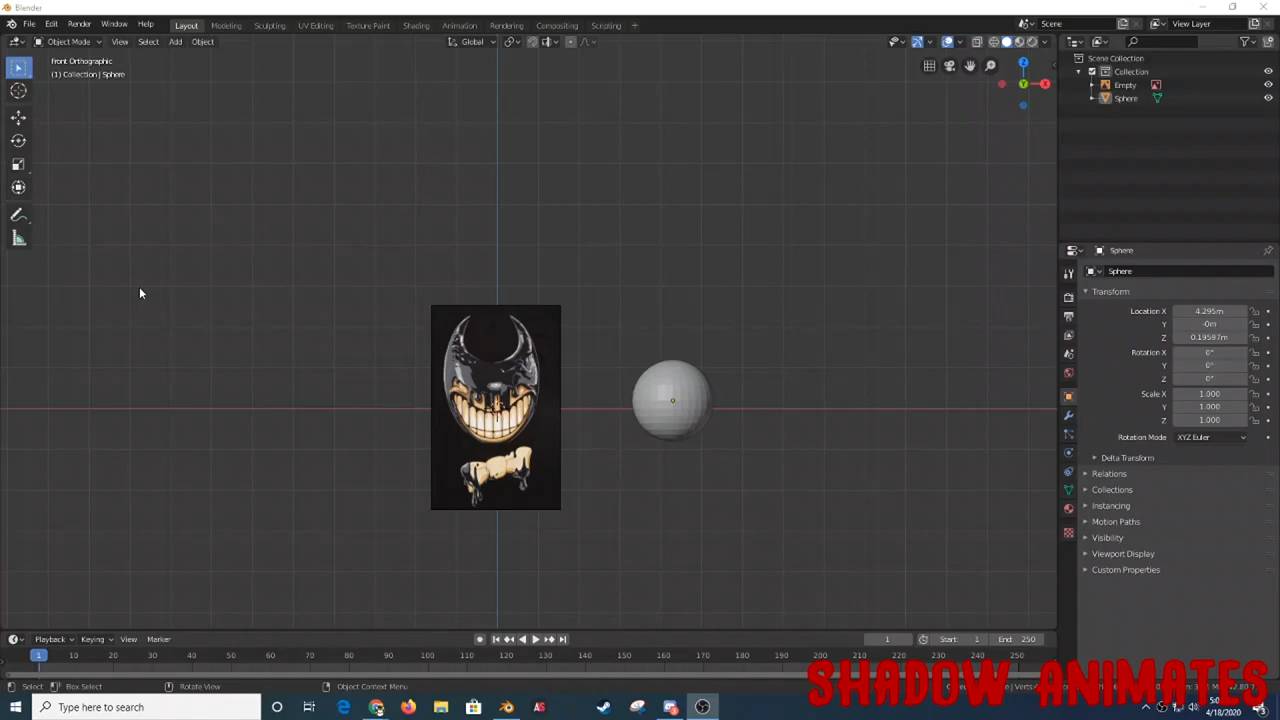 Blender
File Edit Render Window Help Layout Modeling Sculpting UV Editing Texture Paint Shading Animation Rendering Compositing Scripting + Scene View Layer
Object Mode View Select Add Object Global
Front Orthographic
(1) Collection | Sphere
Z
Y
X
Scene Collection
Collection
Empty
Sphere
Sphere
Sphere
Transform
Location X 4.295m
Y -0m
Z 0.19597m
Rotation X 0°
Y 0°
Z 0°
Scale X 1.000
Y 1.000
Z 1.000
Rotation Mode XYZ Euler
Delta Transform
Relations
Collections
Instancing
Motion Paths
Visibility
Viewport Display
Custom Properties
Playback Keying View Marker 1 Start: 1 End: 250
1 10 20 30 40 50 60 70 80 90 100 110 120 130 140 150 160 170 180 190 200 210 220 230 240 250
Select Box Select Rotate View Object Context Menu
SHADOW ANIMATES
Type here to search
4/18/2020